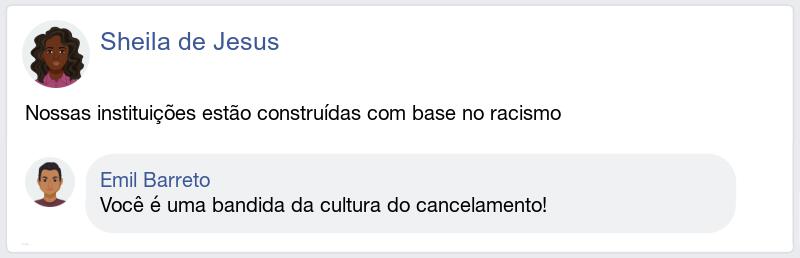 Sheila de Jesus
Nossas instituições estão construídas com base no racismo
Emil Barreto
Você é uma bandida da cultura do cancelamento!